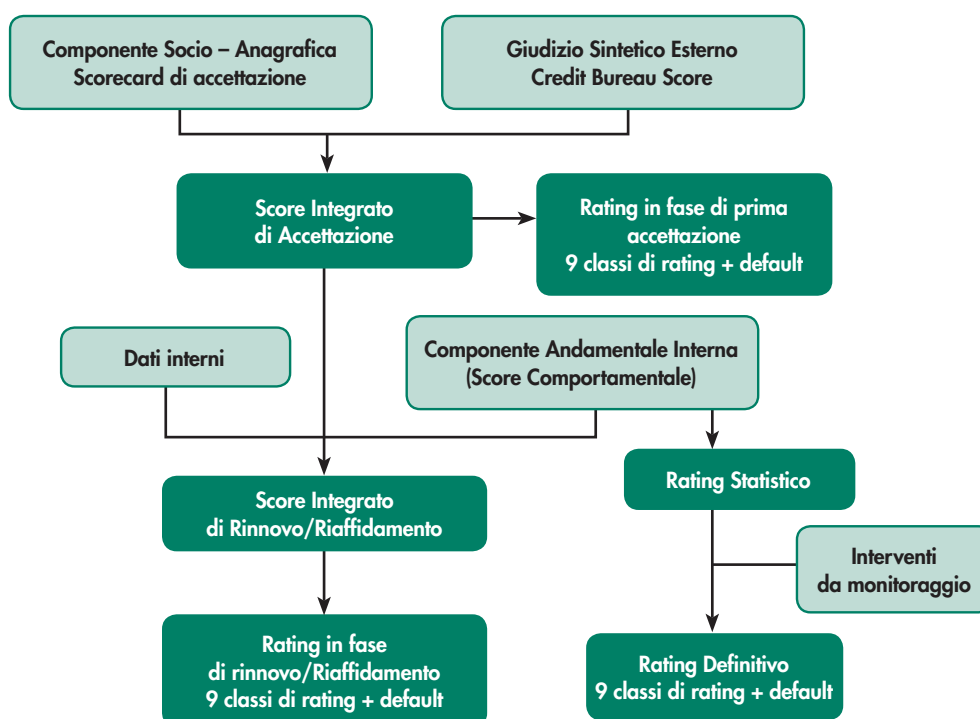 Componente Socio – Anagrafica
Scorecard di accettazione
Giudizio Sintetico Esterno
Credit Bureau Score
Score Integrato
di Accettazione
Rating in fase di prima
accettazione
9 classi di rating + default
Dati interni
Componente Andamentale Interna
(Score Comportamentale)
Score Integrato
di Rinnovo/Riaffidamento
Rating Statistico
Interventi
da monitoraggio
Rating in fase
di rinnovo/Riaffidamento
9 classi di rating + default
Rating Definitivo
9 classi di rating + default